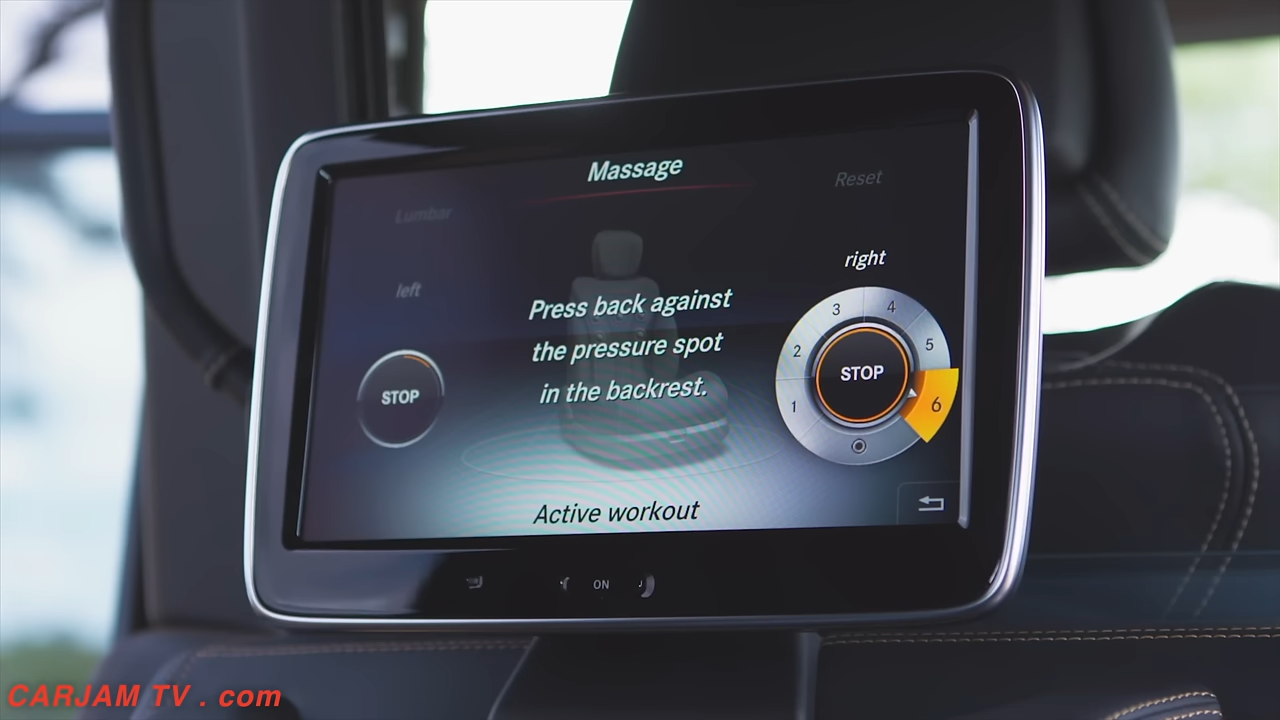 Massage
Lumbar
Reset
left
right
Press back against
the pressure spot
in the backrest.
STOP
STOP
1
2
3
4
5
6
Active workout
ON
CARJAM TV . com